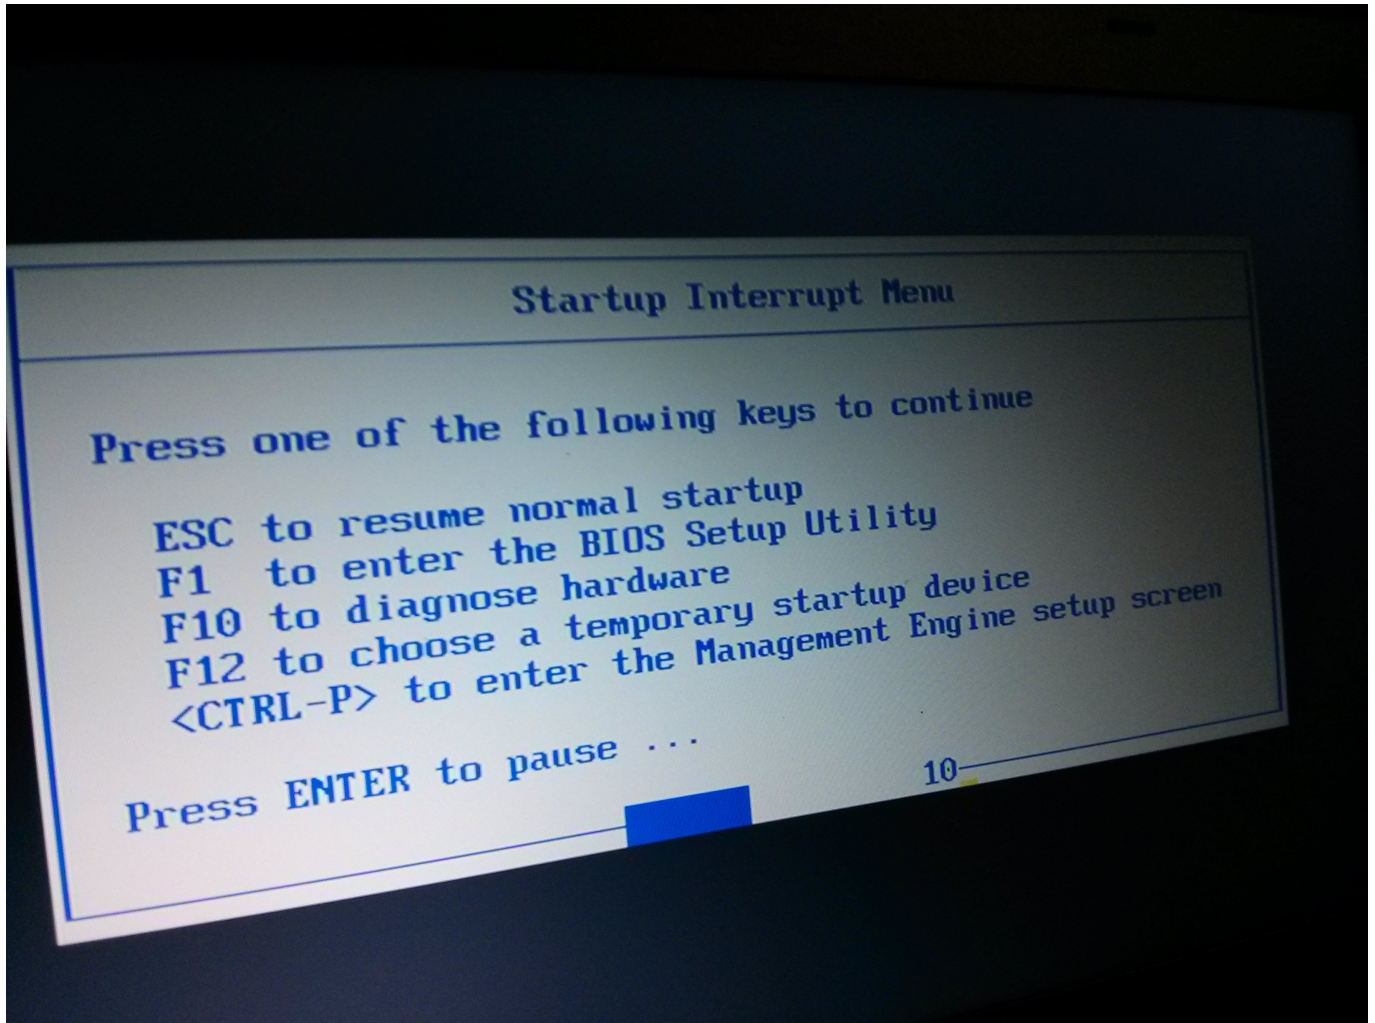 Startup Interrupt Menu
Press one of the following keys to continue
ESC to resume normal startup
F1 to enter the BIOS Setup Utility
F10 to diagnose hardware
F12 to choose a temporary startup device
<CTRL-P> to enter the Management Engine setup screen
Press ENTER to pause ...
10